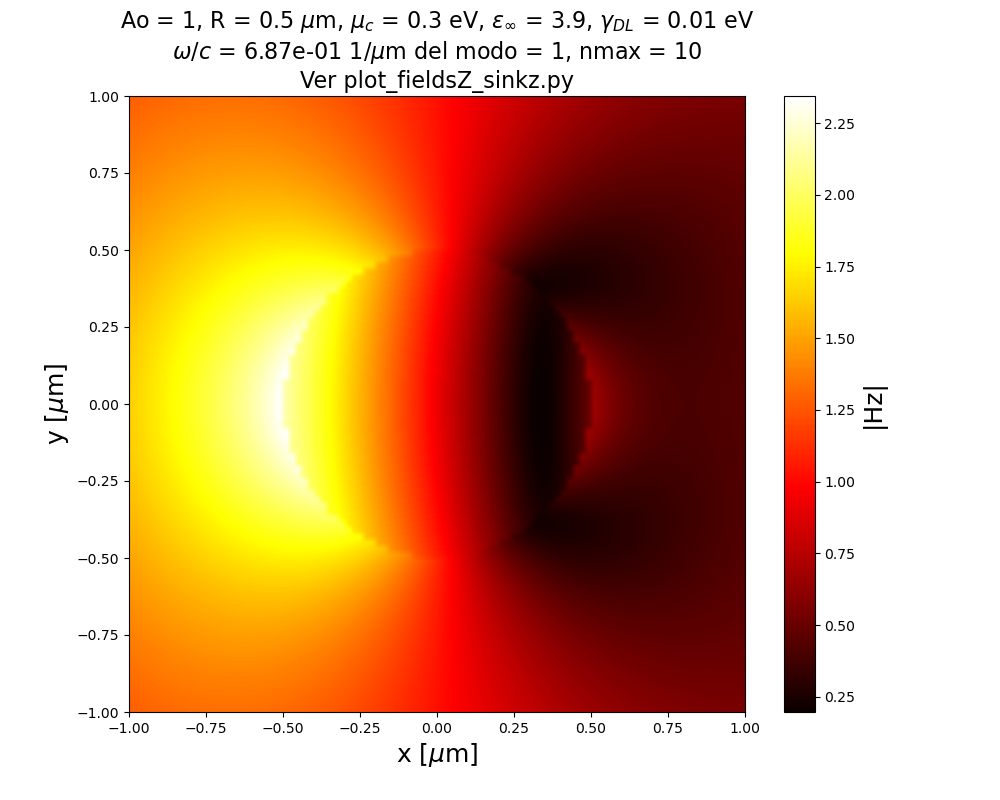 Ao = 1, R = 0.5 μm, μ_c = 0.3 eV, ε_∞ = 3.9, γ_DL = 0.01 eV
ω/c = 6.87e-01 1/μm del modo = 1, nmax = 10
Ver plot_fieldsZ_sinkz.py
1.00
0.75
0.50
0.25
0.00
−0.25
−0.50
−0.75
−1.00
y [μm]
−1.00 −0.75 −0.50 −0.25 0.00 0.25 0.50 0.75 1.00
x [μm]
2.25
2.00
1.75
1.50
1.25
1.00
0.75
0.50
0.25
|Hz|